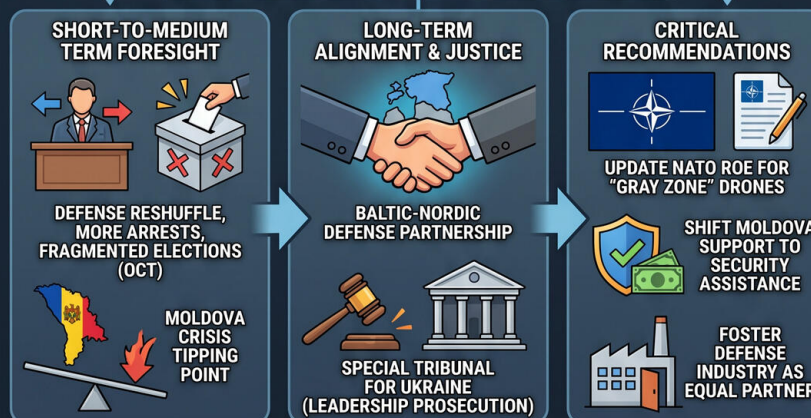 SHORT-TO-MEDIUM
TERM FORESIGHT
DEFENSE RESHUFFLE,
MORE ARRESTS,
FRAGMENTED ELECTIONS
(OCT)
MOLDOVA
CRISIS
TIPPING
POINT
LONG-TERM
ALIGNMENT & JUSTICE
BALTIC-NORDIC
DEFENSE PARTNERSHIP
SPECIAL TRIBUNAL
FOR UKRAINE
(LEADERSHIP PROSECUTION)
CRITICAL
RECOMMENDATIONS
UPDATE NATO ROE FOR
"GRAY ZONE" DRONES
SHIFT MOLDOVA
SUPPORT TO
SECURITY
ASSISTANCE
FOSTER
DEFENSE
INDUSTRY AS
EQUAL PARTNER